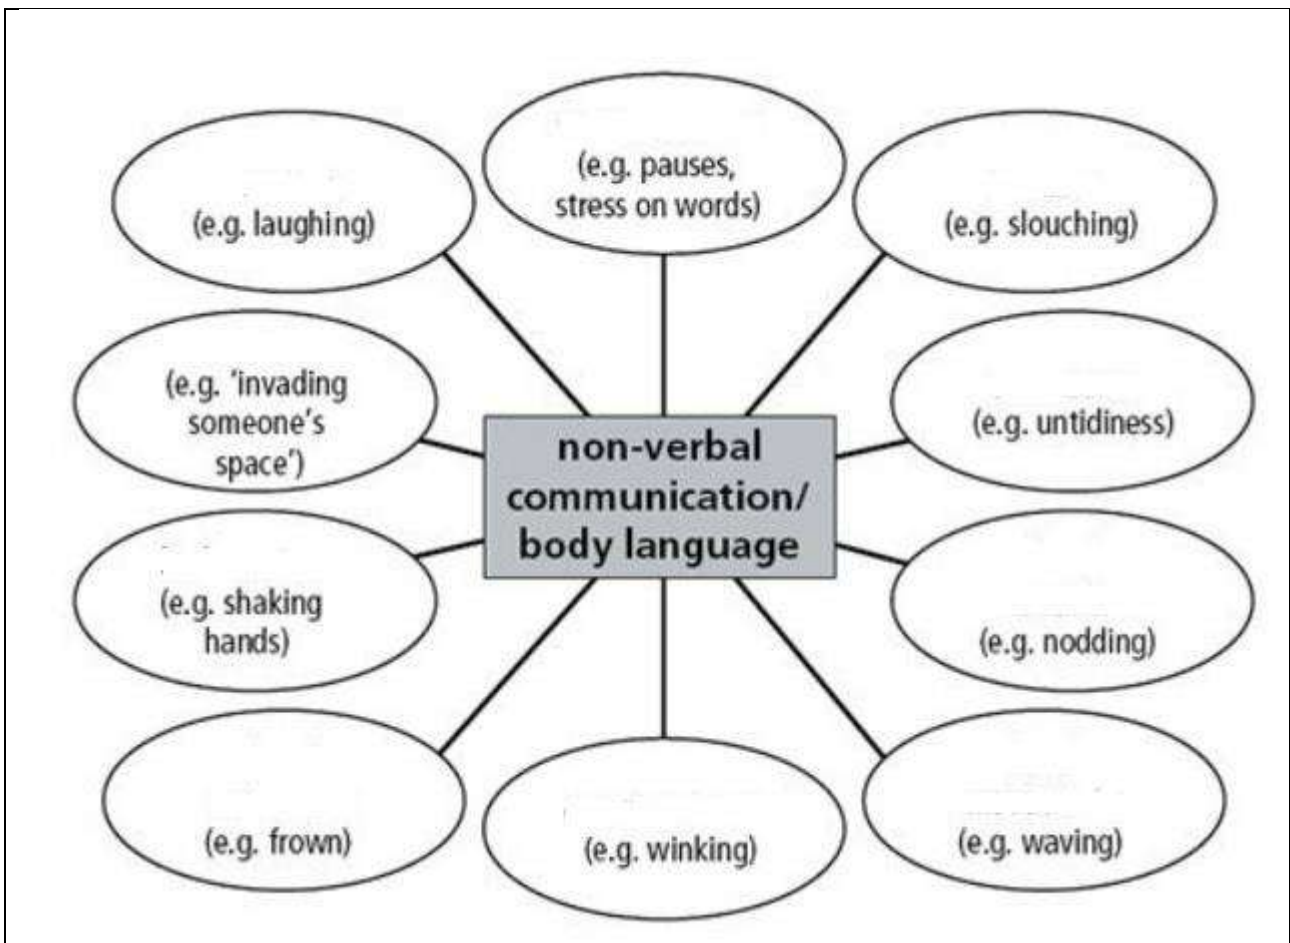 (e.g. pauses,
stress on words)
(e.g. laughing)
(e.g. slouching)
(e.g. 'invading
someone's
space')
(e.g. untidiness)
non-verbal
communication/
body language
(e.g. shaking
hands)
(e.g. nodding)
(e.g. frown)
(e.g. winking)
(e.g. waving)